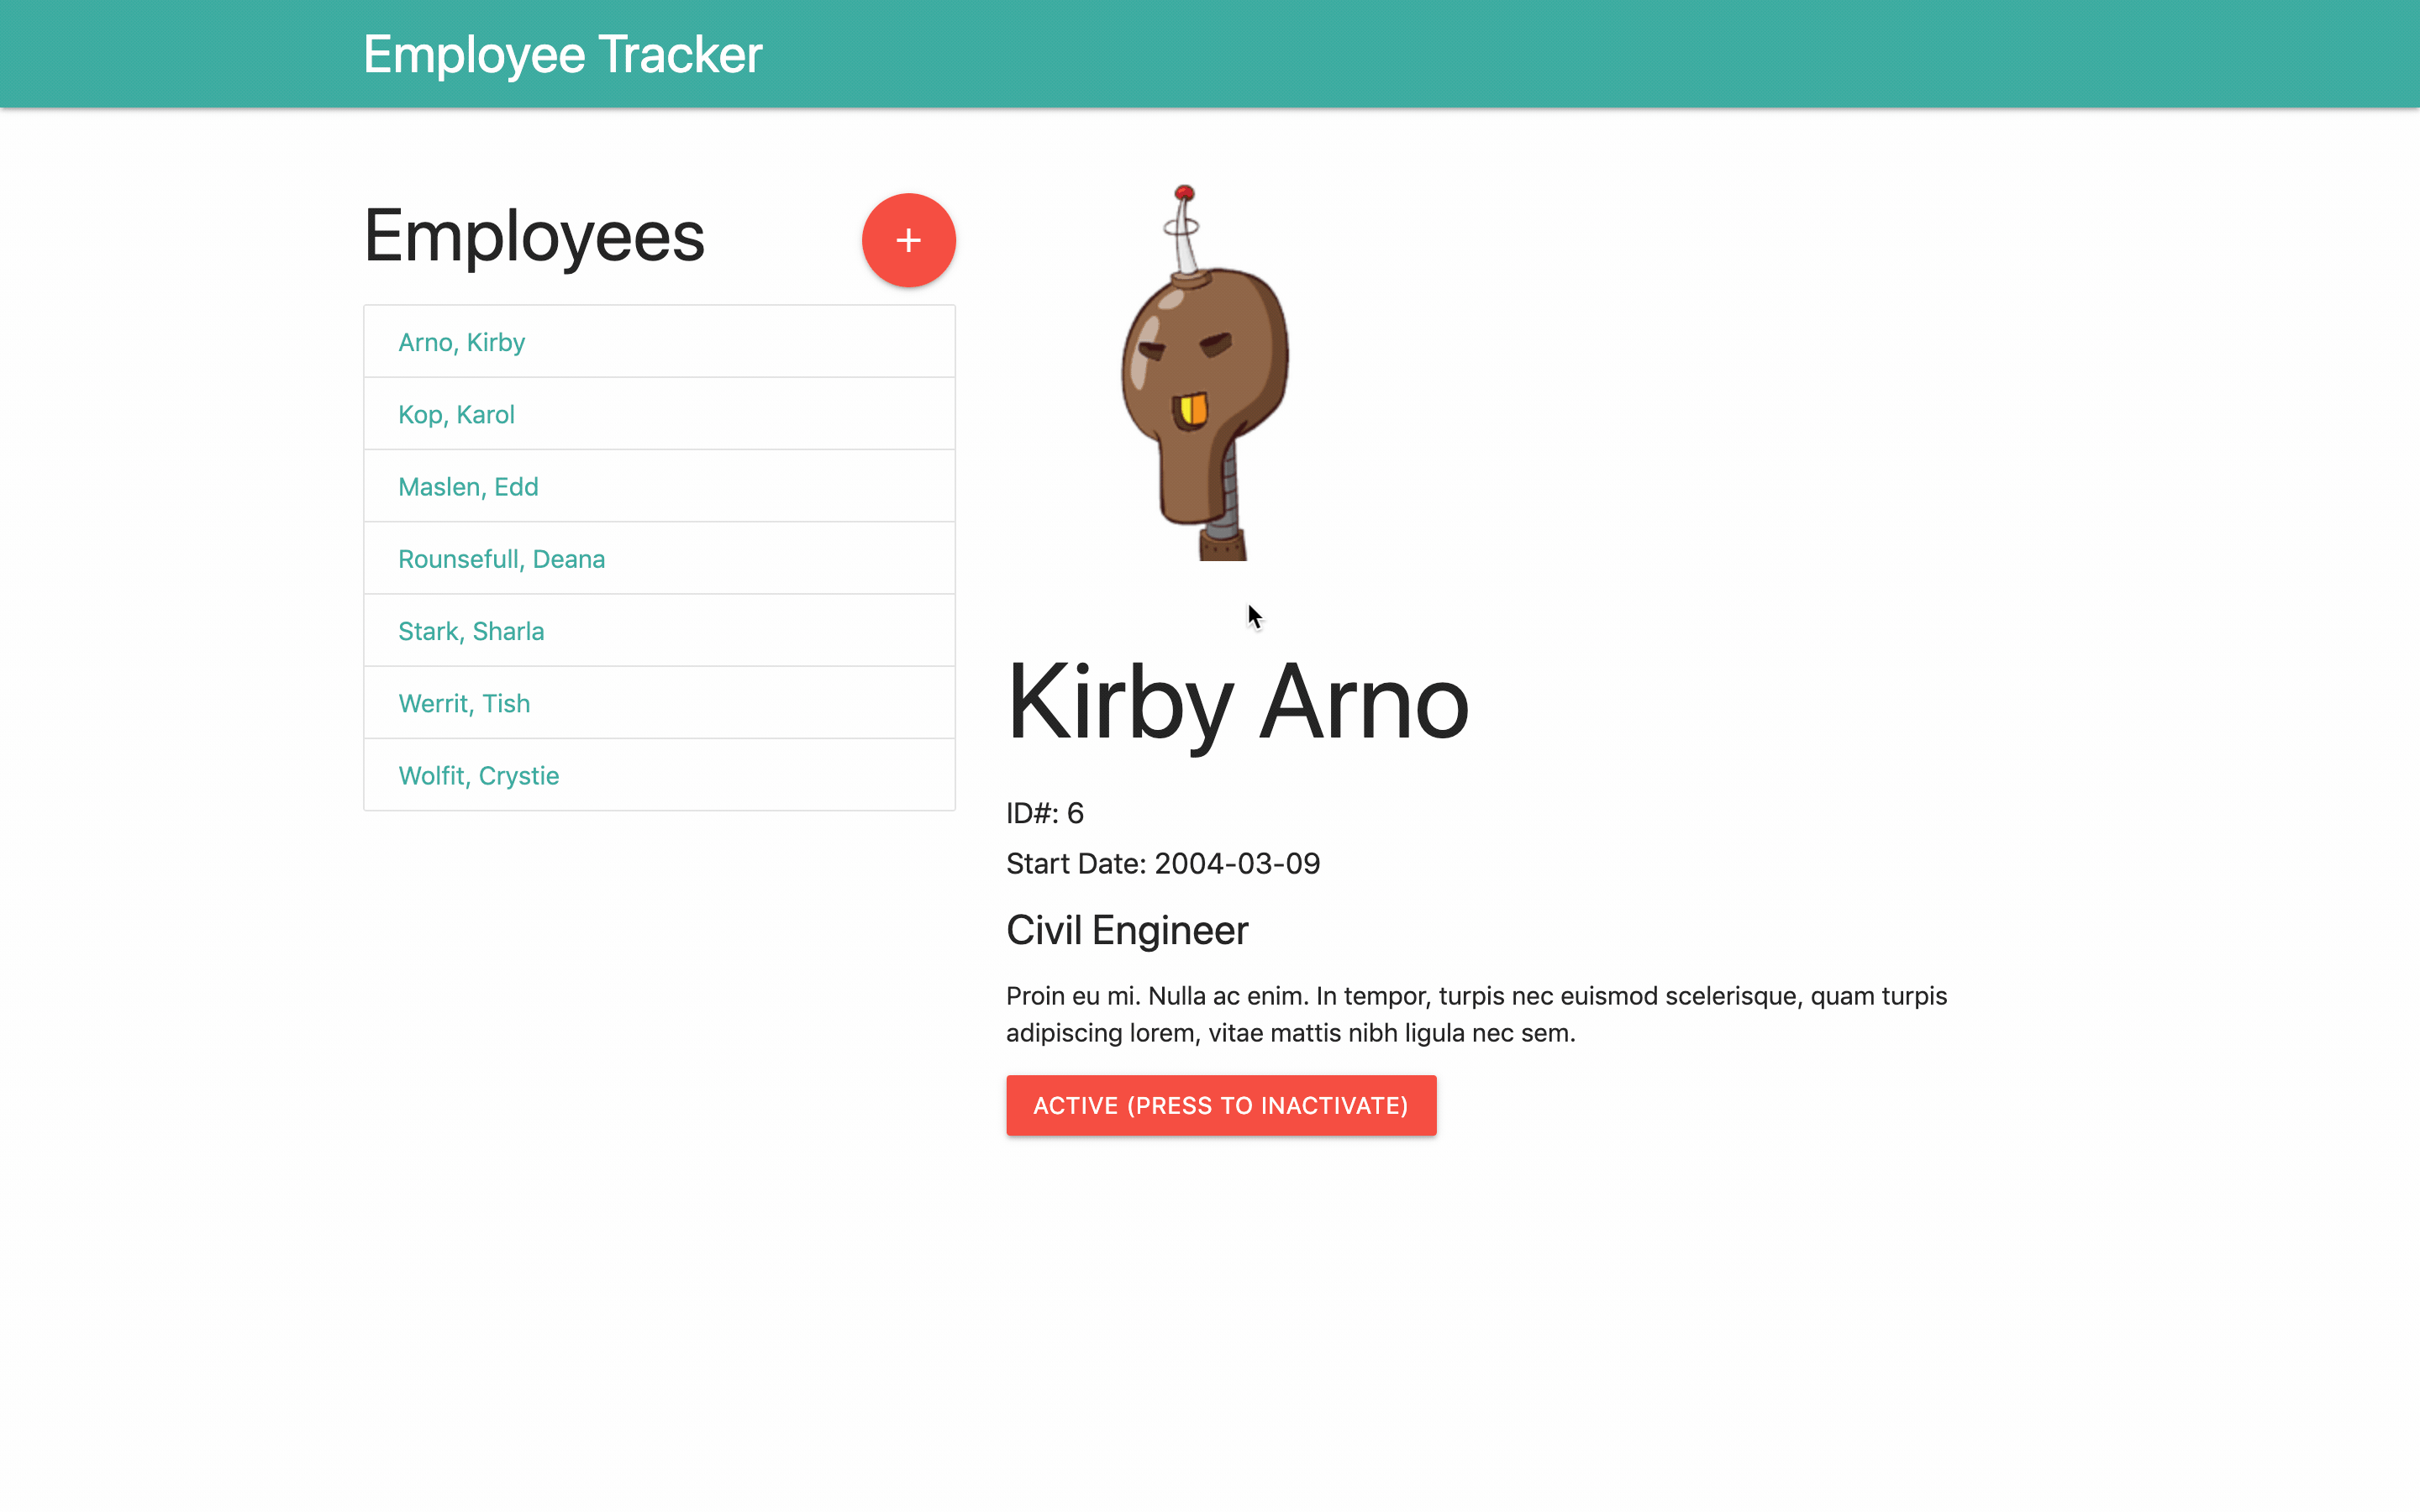 Employee Tracker
Employees
+
Arno, Kirby
Kop, Karol
Maslen, Edd
Rounsefull, Deana
Stark, Sharla
Werrit, Tish
Wolfit, Crystie
Kirby Arno
ID#: 6
Start Date: 2004-03-09
Civil Engineer
Proin eu mi. Nulla ac enim. In tempor, turpis nec euismod scelerisque, quam turpis
adipiscing lorem, vitae mattis nibh ligula nec sem.
ACTIVE (PRESS TO INACTIVATE)